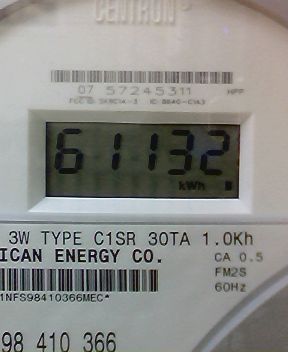 CENTRON
07 57245311 HPP
61132
kWh
3W TYPE C1SR 30TA 1.0Kh
ICAN ENERGY CO. CA 0.5
FM2S
60Hz
1NFS98410366MEC*
98 410 366